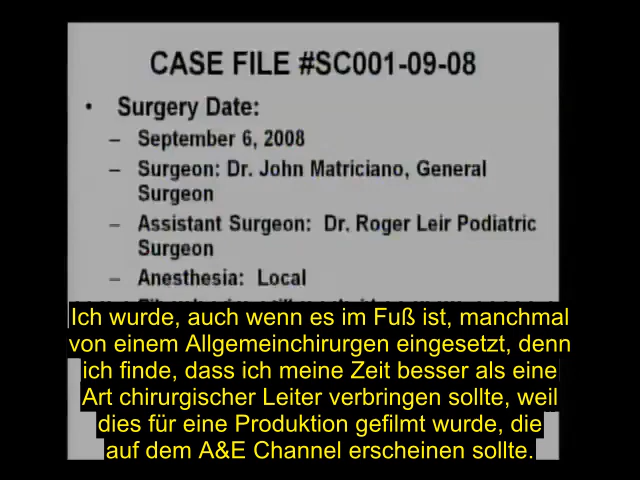 CASE FILE #SC001-09-08
• Surgery Date:
– September 6, 2008
– Surgeon: Dr. John Matriciano, General
Surgeon
– Assistant Surgeon: Dr. Roger Leir Podiatric
Surgeon
– Anesthesia: Local
Ich wurde, auch wenn es im Fuß ist, manchmal
von einem Allgemeinchirurgen eingesetzt, denn
ich finde, dass ich meine Zeit besser als eine
Art chirurgischer Leiter verbringen sollte, weil
dies für eine Produktion gefilmt wurde, die
auf dem A&E Channel erscheinen sollte.